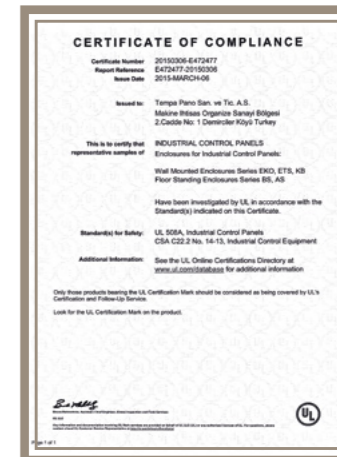 CERTIFICATE OF COMPLIANCE
Certificate Number 20150306-E472477
Report Reference E472477-20150306
Issue Date 2015-MARCH-06
Issued to: Tempa Pano San. ve Tic. A.S.
Makine Ihtisas Organize Sanayi Bölgesi
2.Cadde No: 1 Demirciler Köyü Turkey
This is to certify that INDUSTRIAL CONTROL PANELS
representative samples of Enclosures for Industrial Control Panels:
Wall Mounted Enclosures Series EKO, ETS, KB
Floor Standing Enclosures Series BS, AS
Have been investigated by UL in accordance with the
Standard(s) indicated on this Certificate.
Standard(s) for Safety: UL 508A, Industrial Control Panels
CSA C22.2 No. 14-13, Industrial Control Equipment
Additional Information: See the UL Online Certifications Directory at
www.ul.com/database for additional information
Only those products bearing the UL Certification Mark should be considered as being covered by UL's
Certification and Follow-Up Service.
Look for the UL Certification Mark on the product.
UL
Page 1 of 1